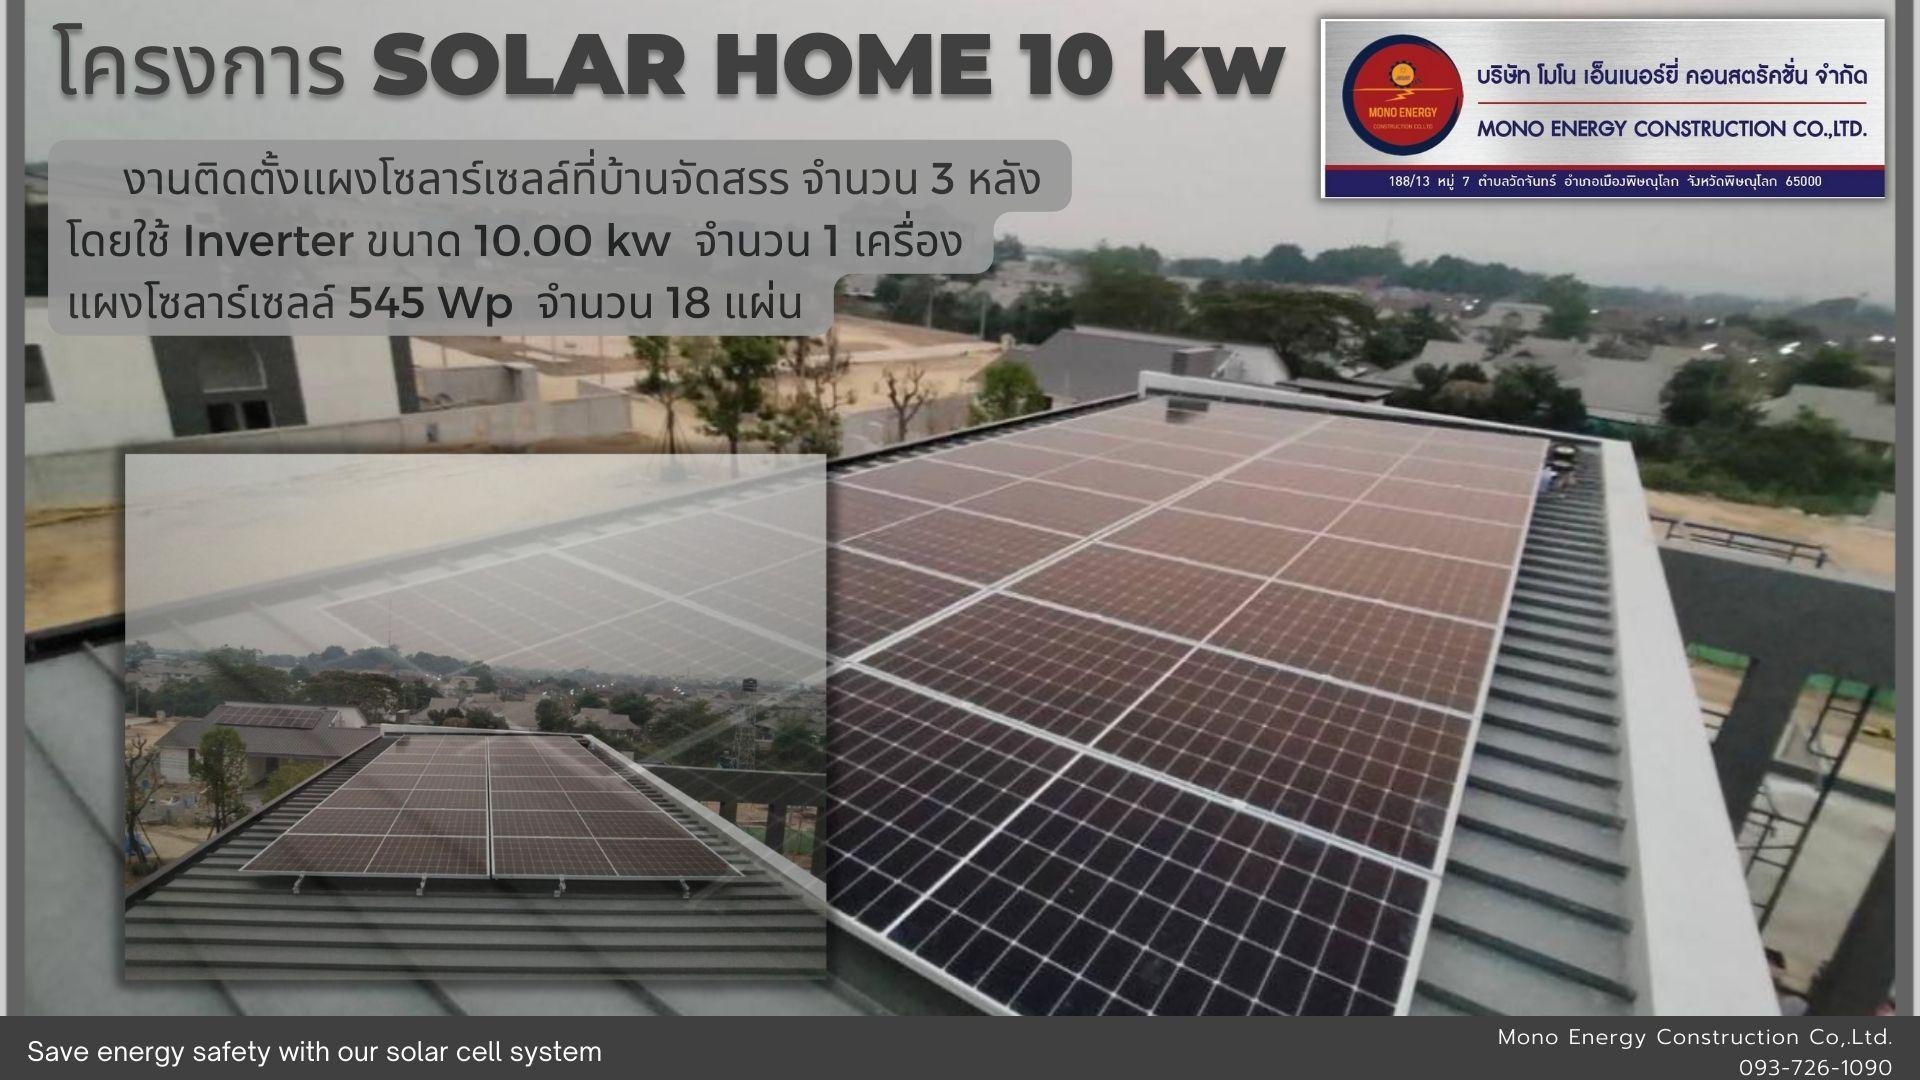 โครงการ SOLAR HOME 10 kw
งานติดตั้งแผงโซลาร์เซลล์ที่บ้านจัดสรร จำนวน 3 หลัง
โดยใช้ Inverter ขนาด 10.00 kw จำนวน 1 เครื่อง
แผงโซลาร์เซลล์ 545 Wp จำนวน 18 แผ่น
MONO ENERGY
CONSTRUCTION CO.,LTD
บริษัท โมโน เอ็นเนอร์ยี่ คอนสตรัคชั่น จำกัด
MONO ENERGY CONSTRUCTION CO.,LTD.
188/13 หมู่ 7 ตำบลวัดจันทร์ อำเภอเมืองพิษณุโลก จังหวัดพิษณุโลก 65000
Save energy safety with our solar cell system
Mono Energy Construction Co,.Ltd.
093-726-1090